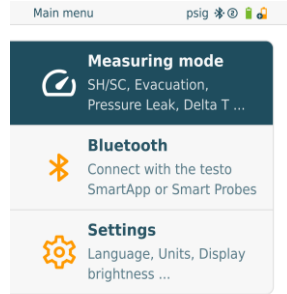 Main menu psig ②
Measuring mode
SH/SC, Evacuation,
Pressure Leak, Delta T ...
Bluetooth
Connect with the testo
SmartApp or Smart Probes
Settings
Language, Units, Display
brightness ...